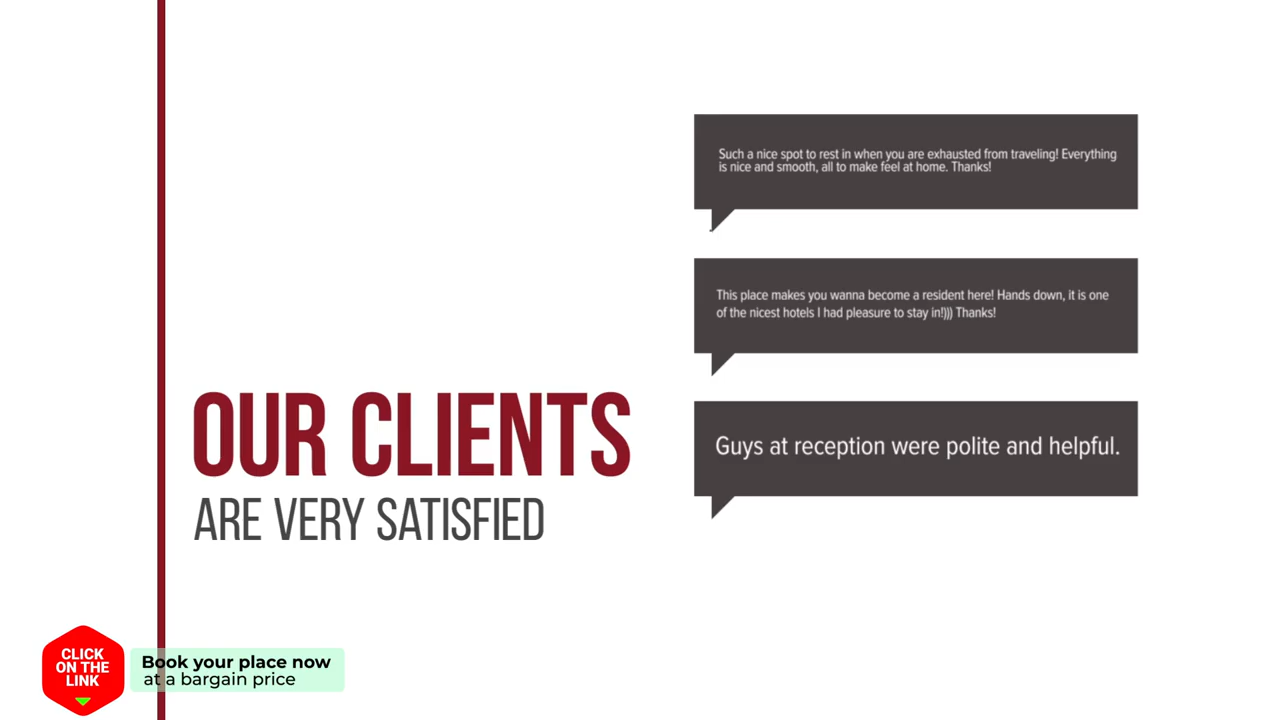 Such a nice spot to rest in when you are exhausted from traveling! Everything
is nice and smooth, all to make feel at home. Thanks!
This place makes you wanna become a resident here! Hands down, it is one
of the nicest hotels I had pleasure to stay in!))) Thanks!
OUR CLIENTS
ARE VERY SATISFIED
Guys at reception were polite and helpful.
CLICK
ON THE
LINK
Book your place now
at a bargain price